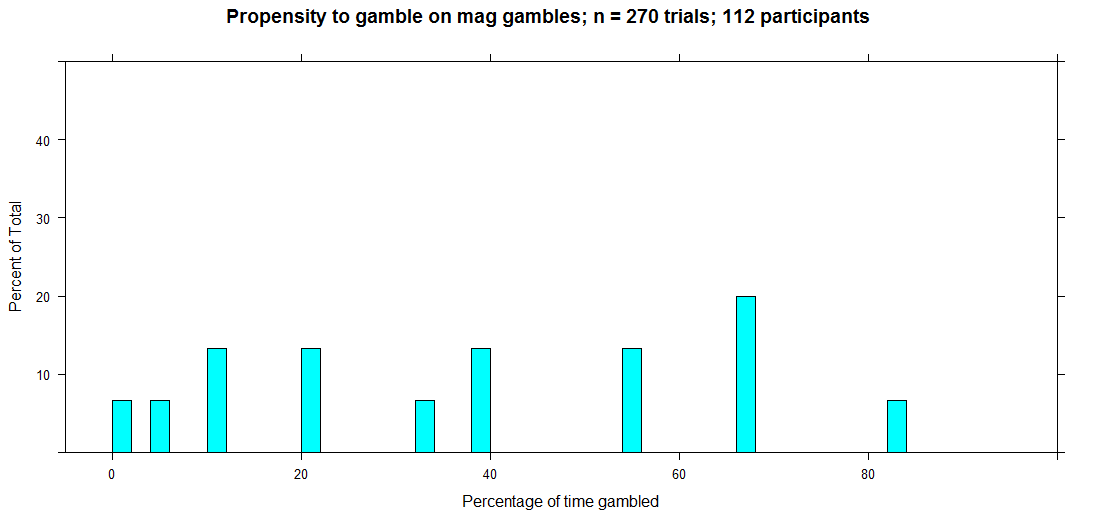 Propensity to gamble on mag gambles; n = 270 trials; 112 participants
Percent of Total
40
30
20
10
0 20 40 60 80
Percentage of time gambled